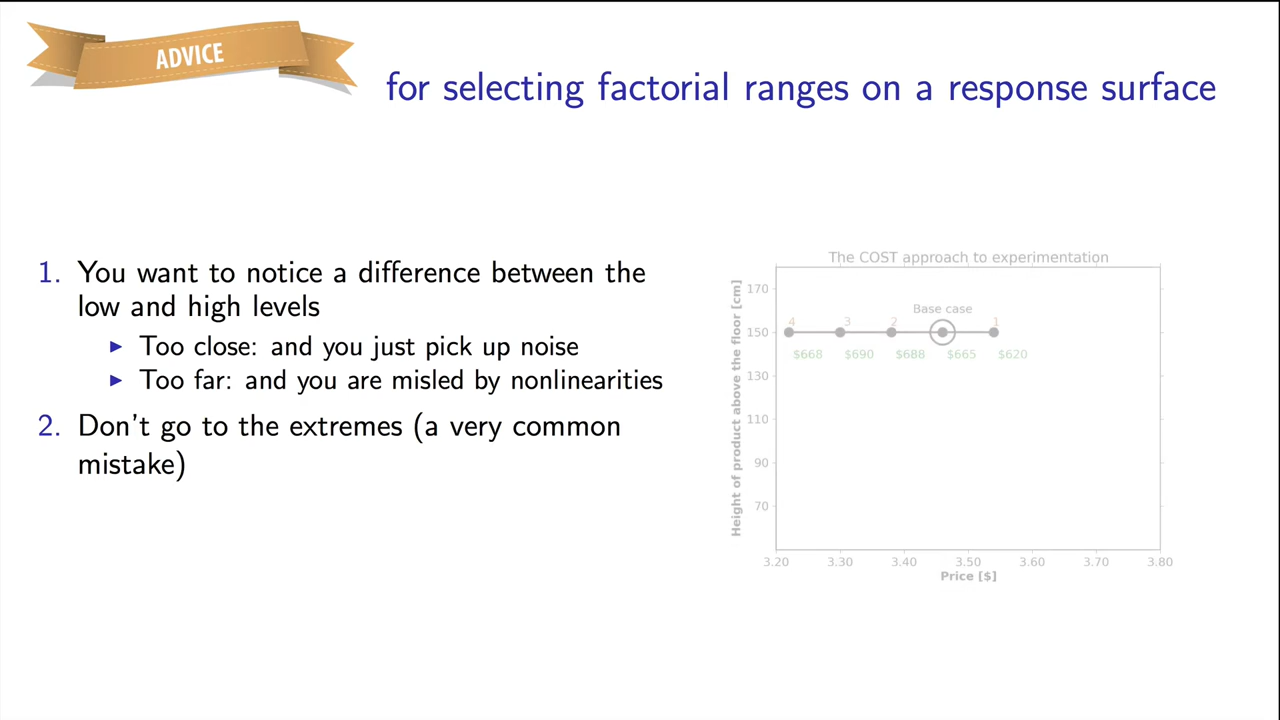 ADVICE
for selecting factorial ranges on a response surface
1. You want to notice a difference between the
low and high levels
▶ Too close: and you just pick up noise
▶ Too far: and you are misled by nonlinearities
2. Don't go to the extremes (a very common
mistake)
The COST approach to experimentation
Height of product above the floor [cm]
170
150
130
110
90
70
Base case
4 3 2 1
$668 $690 $688 $665 $620
3.20 3.30 3.40 3.50 3.60 3.70 3.80
Price [$]